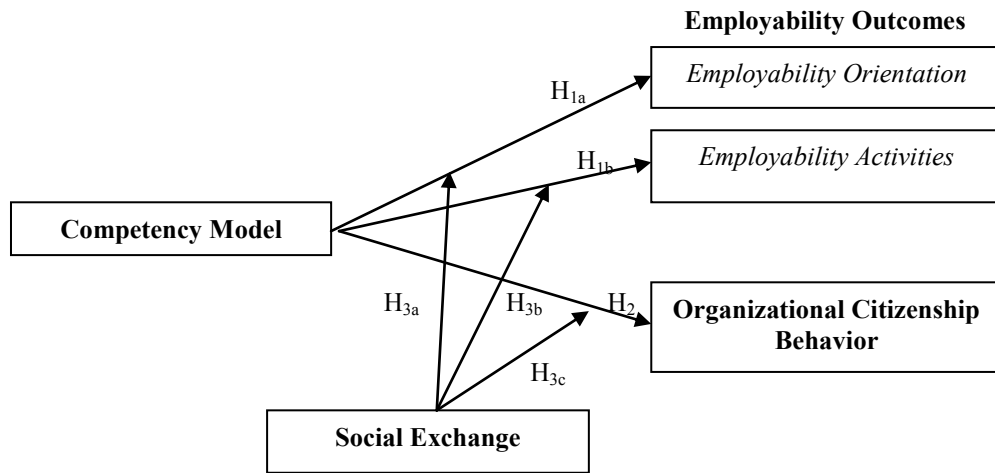 Employability Outcomes
Employability Orientation
H1a
Employability Activities
H1b
Competency Model
H3a
H3b
H2
Organizational Citizenship
Behavior
H3c
Social Exchange